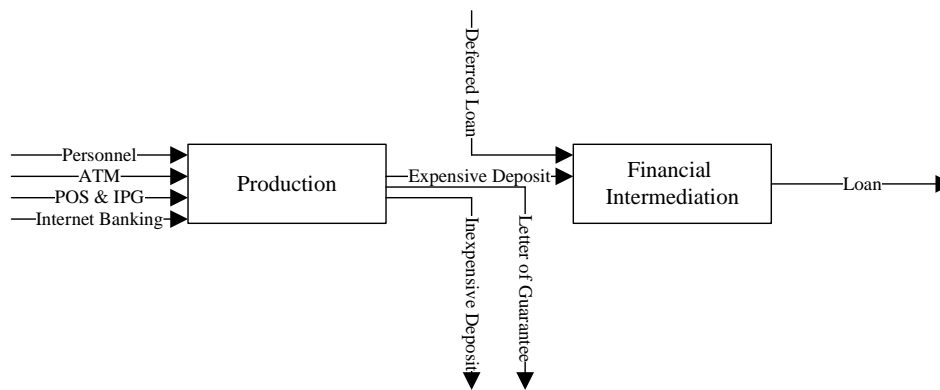 Deferred Loan
Personnel
ATM
POS & IPG
Internet Banking
Production
Expensive Deposit
Inexpensive Deposit
Letter of Guarantee
Financial
Intermediation
Loan